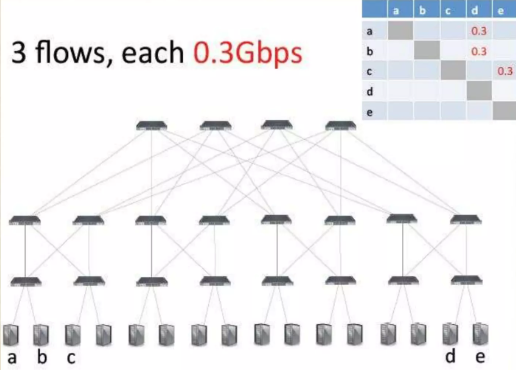 a b c d e
a 0.3
b 0.3
c 0.3
d
e
3 flows, each 0.3Gbps
a b c d e